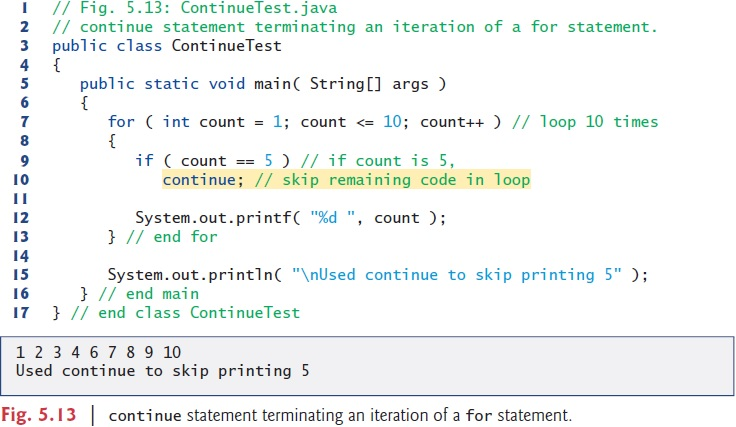 1 // Fig. 5.13: ContinueTest.java
2 // continue statement terminating an iteration of a for statement.
3 public class ContinueTest
4 {
5    public static void main( String[] args )
6    {
7       for ( int count = 1; count <= 10; count++ ) // loop 10 times
8       {
9          if ( count == 5 ) // if count is 5,
10             continue; // skip remaining code in loop
11
12          System.out.printf( "%d ", count );
13       } // end for
14
15       System.out.println( "\nUsed continue to skip printing 5" );
16    } // end main
17 } // end class ContinueTest
1 2 3 4 6 7 8 9 10
Used continue to skip printing 5
Fig. 5.13 | continue statement terminating an iteration of a for statement.